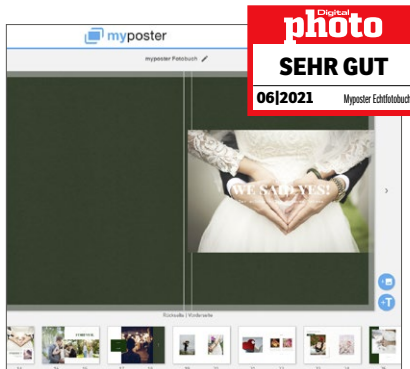 myposter
myposter Fotobuch
Digital
photo
SEHR GUT
06|2021 Myposter Echtfotobuch
WE SAID YES!
+T
Rückseite | Vorderseite